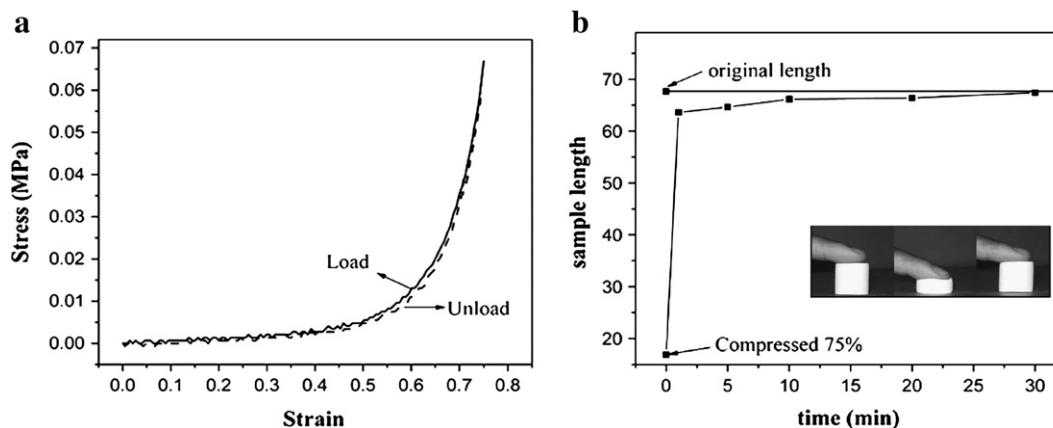 a
0.07
0.06
0.05
0.04
0.03
0.02
0.01
0.00
Stress (MPa)
Load
Unload
0.0 0.1 0.2 0.3 0.4 0.5 0.6 0.7 0.8
Strain
b
70
60
50
40
30
20
sample length
original length
Compressed 75%
0 5 10 15 20 25 30
time (min)